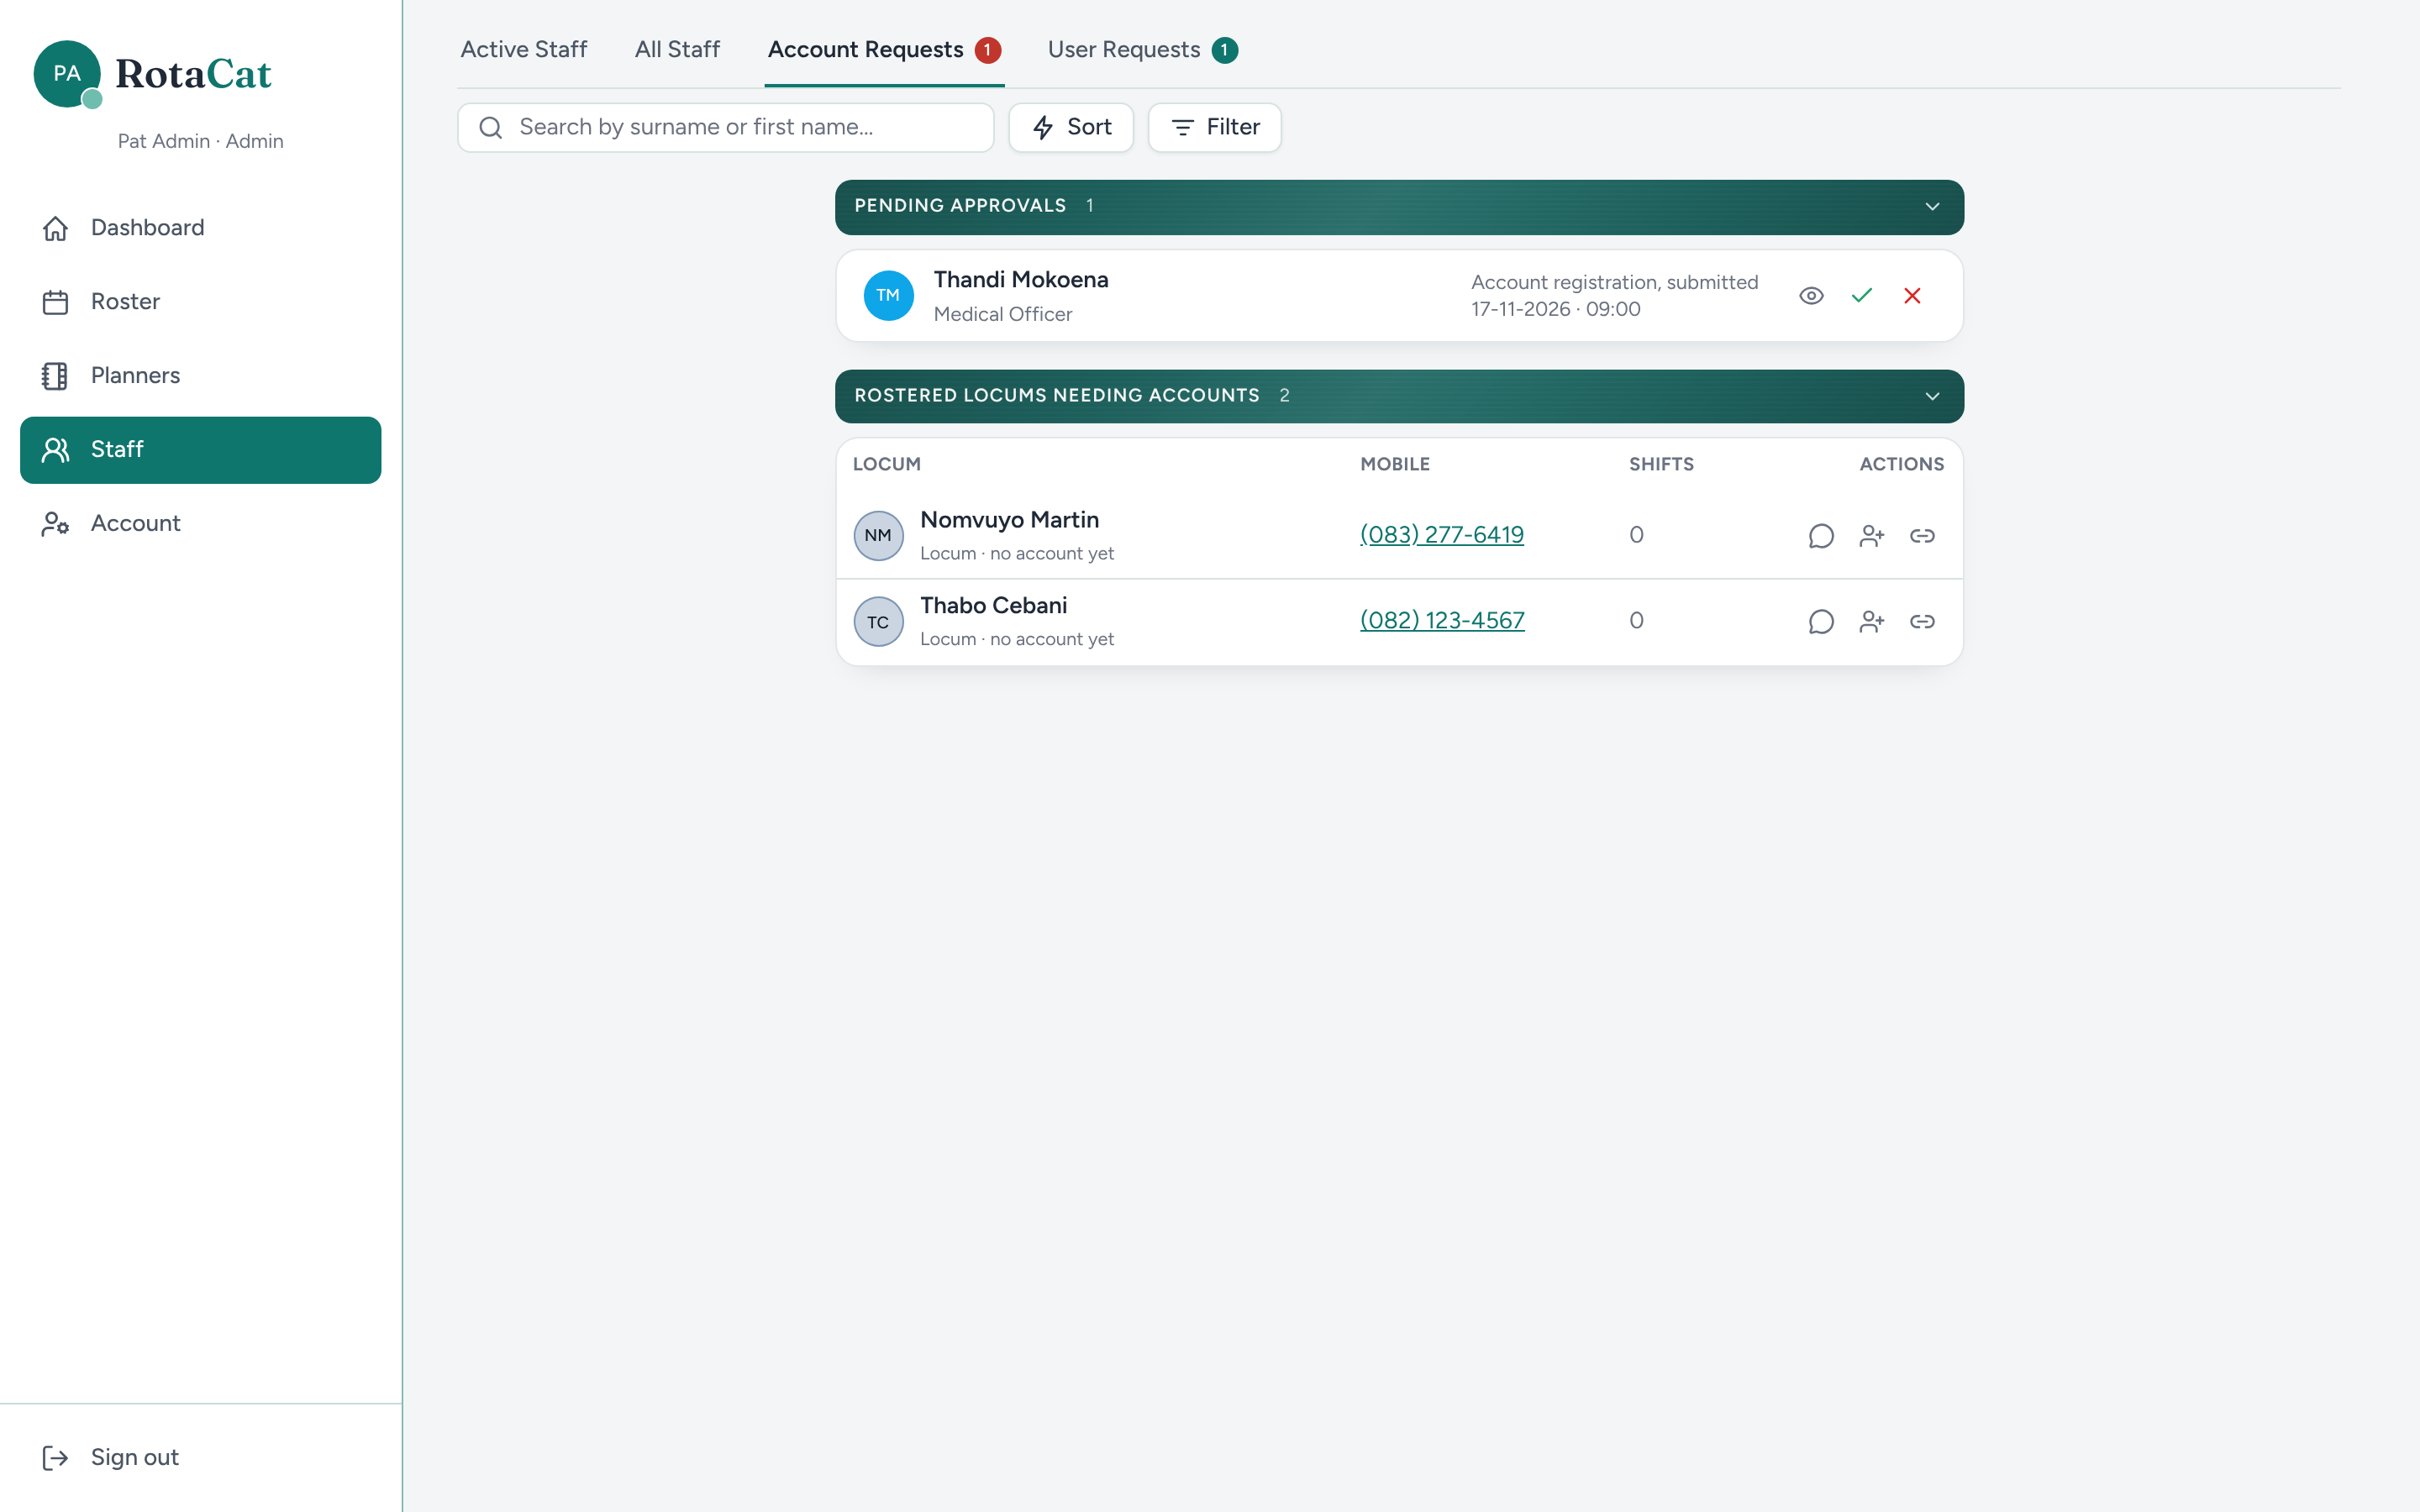 PA
RotaCat
Pat Admin · Admin
Dashboard
Roster
Planners
Staff
Account
Sign out
Active Staff
All Staff
Account Requests 1
User Requests 1
Search by surname or first name...
Sort
Filter
PENDING APPROVALS 1
TM
Thandi Mokoena
Medical Officer
Account registration, submitted
17-11-2026 · 09:00
ROSTERED LOCUMS NEEDING ACCOUNTS 2
LOCUM MOBILE SHIFTS ACTIONS
NM
Nomvuyo Martin
Locum · no account yet
(083) 277-6419
0
TC
Thabo Cebani
Locum · no account yet
(082) 123-4567
0